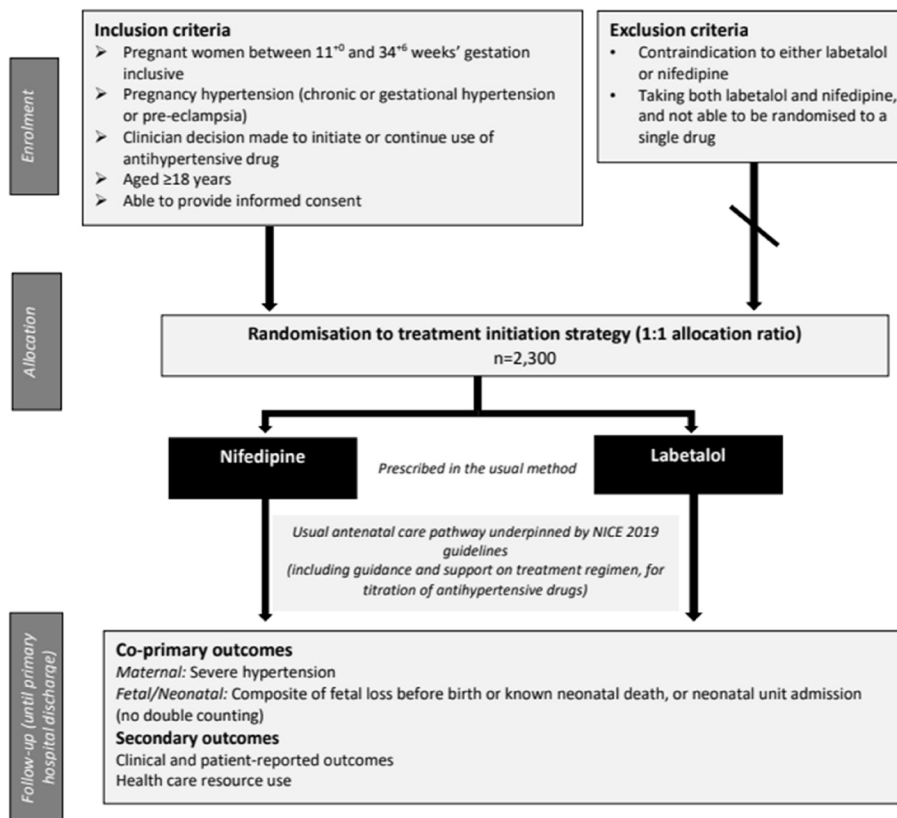 Enrolment
Inclusion criteria
➢ Pregnant women between 11⁺⁰ and 34⁺⁶ weeks' gestation
inclusive
➢ Pregnancy hypertension (chronic or gestational hypertension
or pre-eclampsia)
➢ Clinician decision made to initiate or continue use of
antihypertensive drug
➢ Aged ≥18 years
➢ Able to provide informed consent
Exclusion criteria
• Contraindication to either labetalol
or nifedipine
• Taking both labetalol and nifedipine,
and not able to be randomised to a
single drug
Allocation
Randomisation to treatment initiation strategy (1:1 allocation ratio)
n=2,300
Nifedipine
Prescribed in the usual method
Labetalol
Usual antenatal care pathway underpinned by NICE 2019
guidelines
(including guidance and support on treatment regimen, for
titration of antihypertensive drugs)
Follow-up (until primary
hospital discharge)
Co-primary outcomes
Maternal: Severe hypertension
Fetal/Neonatal: Composite of fetal loss before birth or known neonatal death, or neonatal unit admission
(no double counting)
Secondary outcomes
Clinical and patient-reported outcomes
Health care resource use